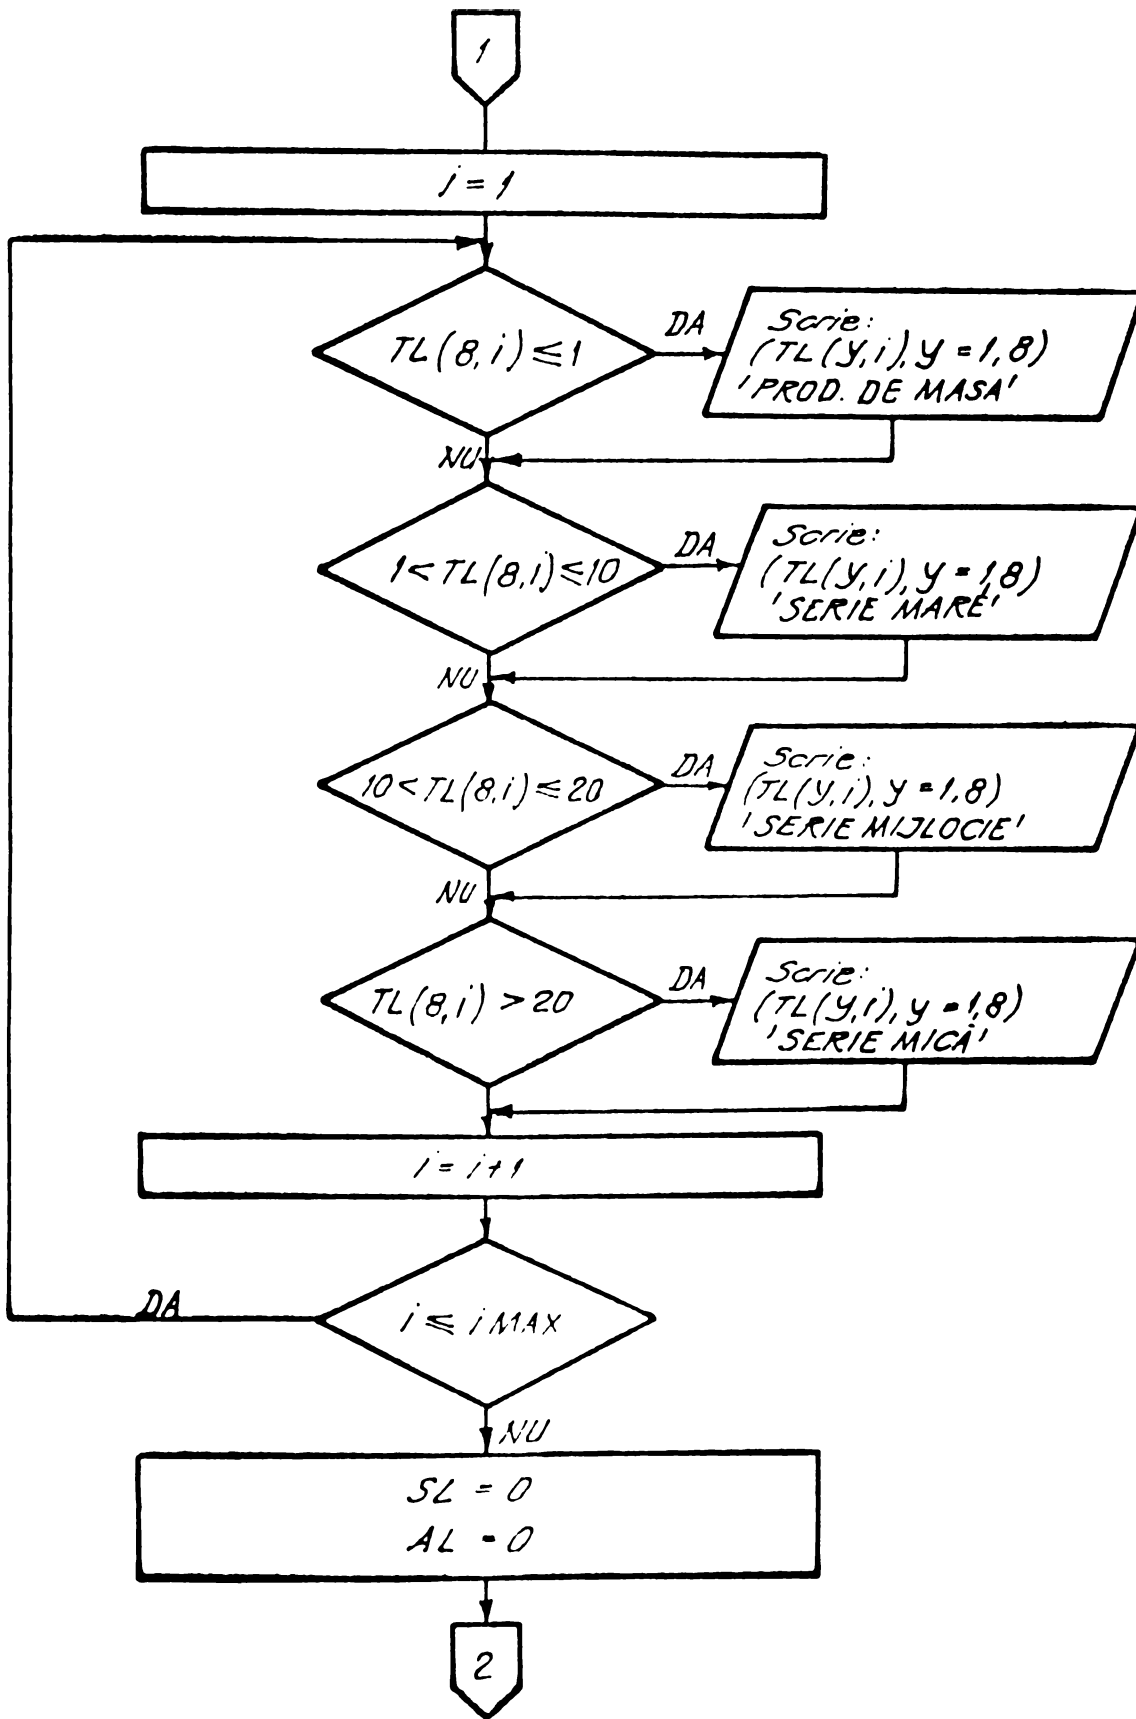 1
j = 1
TL(8,i) ≤ 1
DA
Scrie:
(TL(y,i), y = 1,8)
'PROD. DE MASA'
NU
1 < TL(8,i) ≤ 10
DA
Scrie:
(TL(y,i), y = 1,8)
'SERIE MARE'
NU
10 < TL(8,i) ≤ 20
DA
Scrie:
(TL(y,i), y = 1,8)
'SERIE MIJLOCIE'
NU
TL(8,i) > 20
DA
Scrie:
(TL(y,i), y = 1,8)
'SERIE MICĂ'
i = i+1
DA
i ≤ iMAX
NU
SL = 0
AL = 0
2